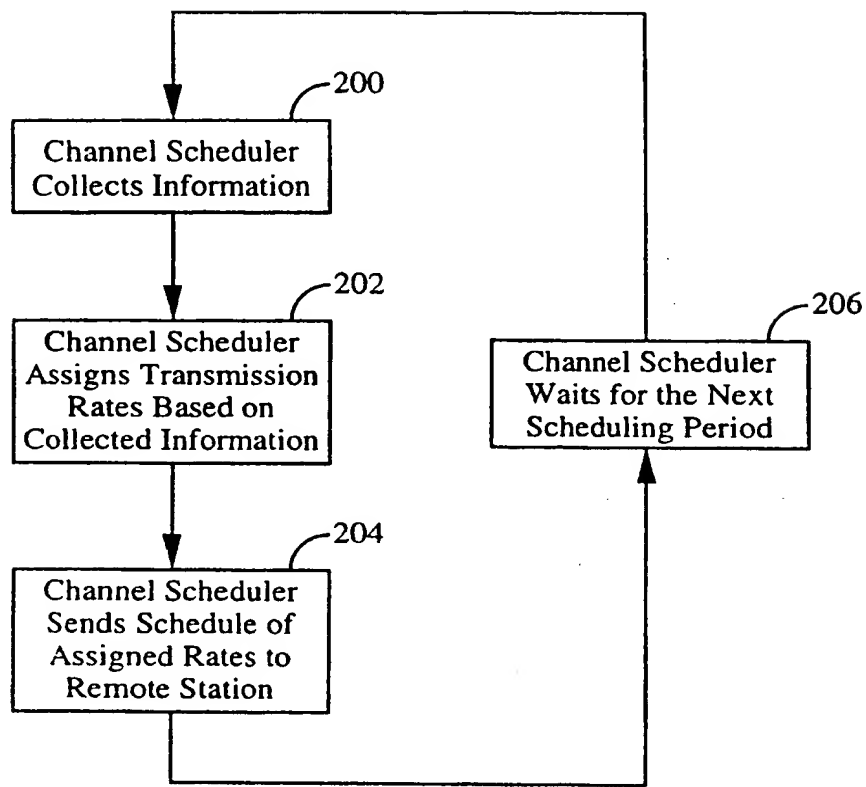 200
Channel Scheduler
Collects Information
202
Channel Scheduler
Assigns Transmission
Rates Based on
Collected Information
206
Channel Scheduler
Waits for the Next
Scheduling Period
204
Channel Scheduler
Sends Schedule of
Assigned Rates to
Remote Station